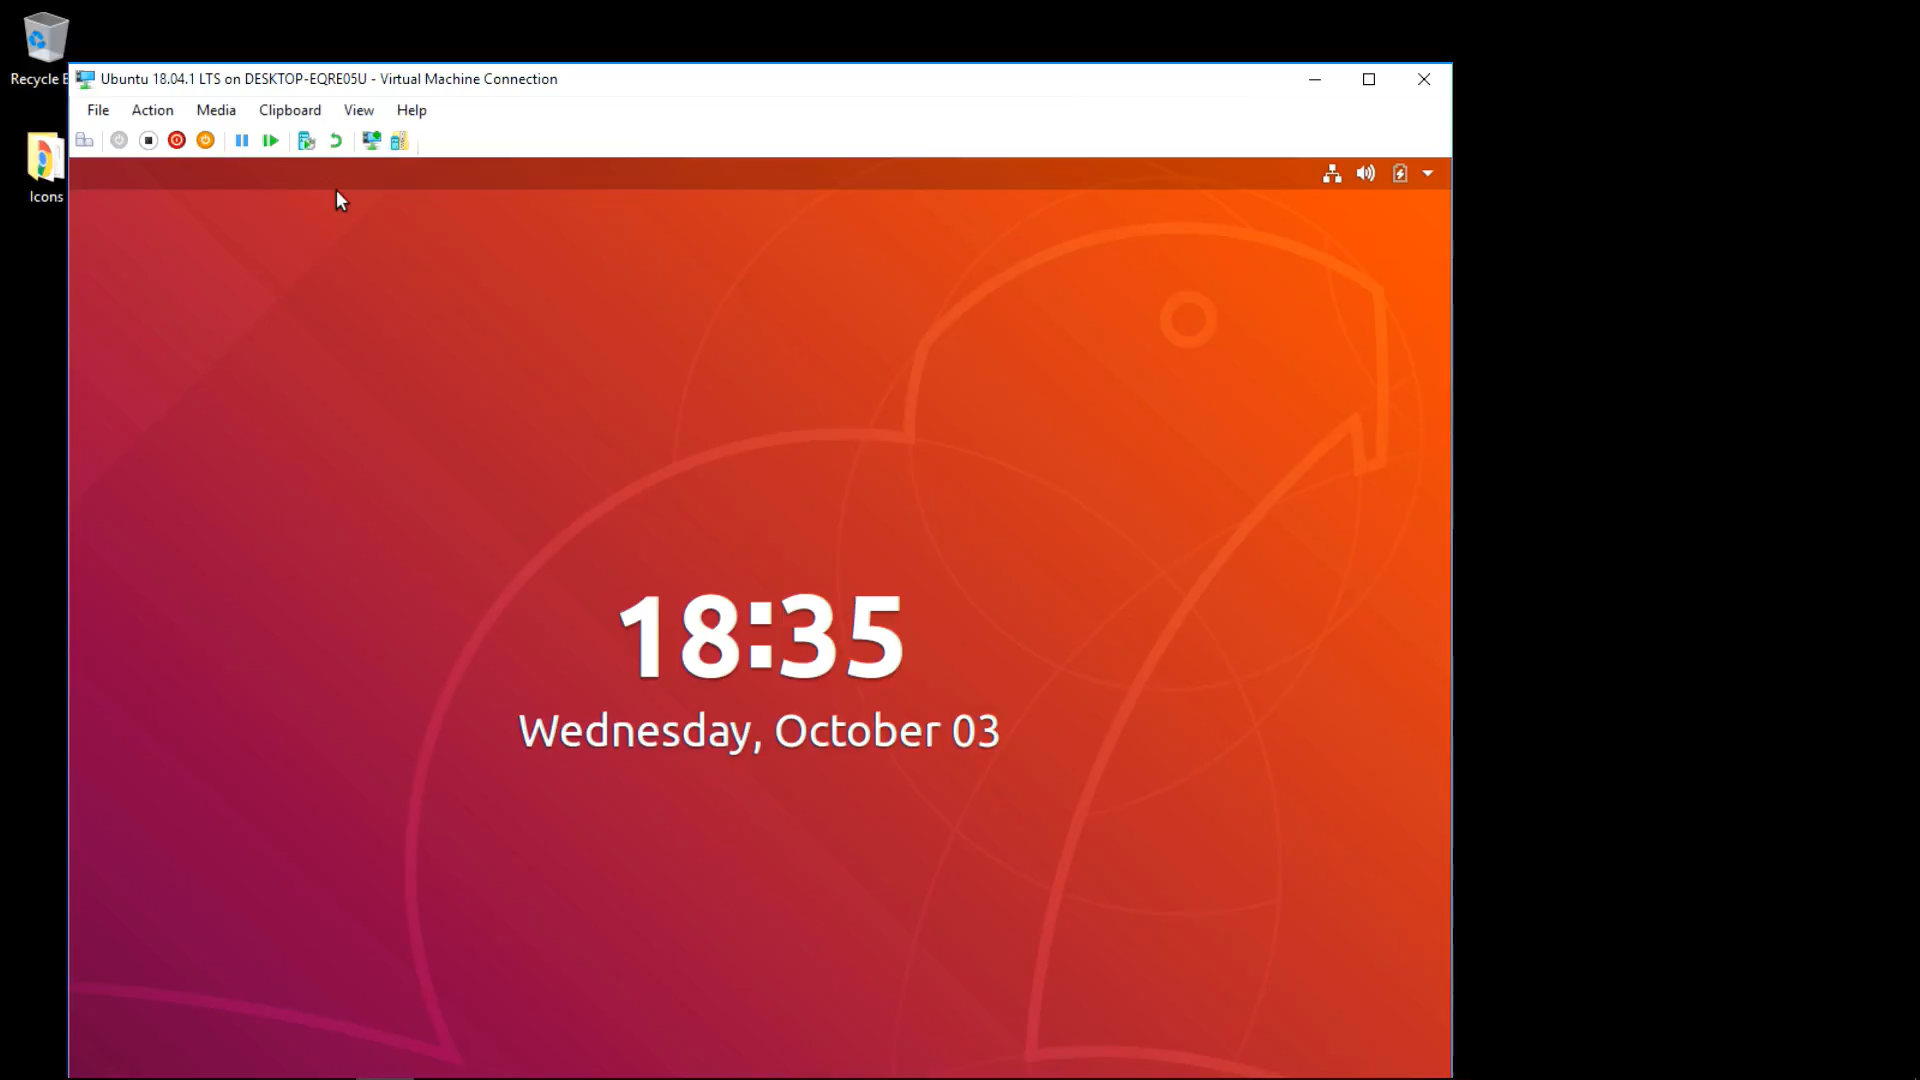 Ubuntu 18.04.1 LTS on DESKTOP-EQRE05U - Virtual Machine Connection
File Action Media Clipboard View Help
Recycle
Icons
18:35
Wednesday, October 03